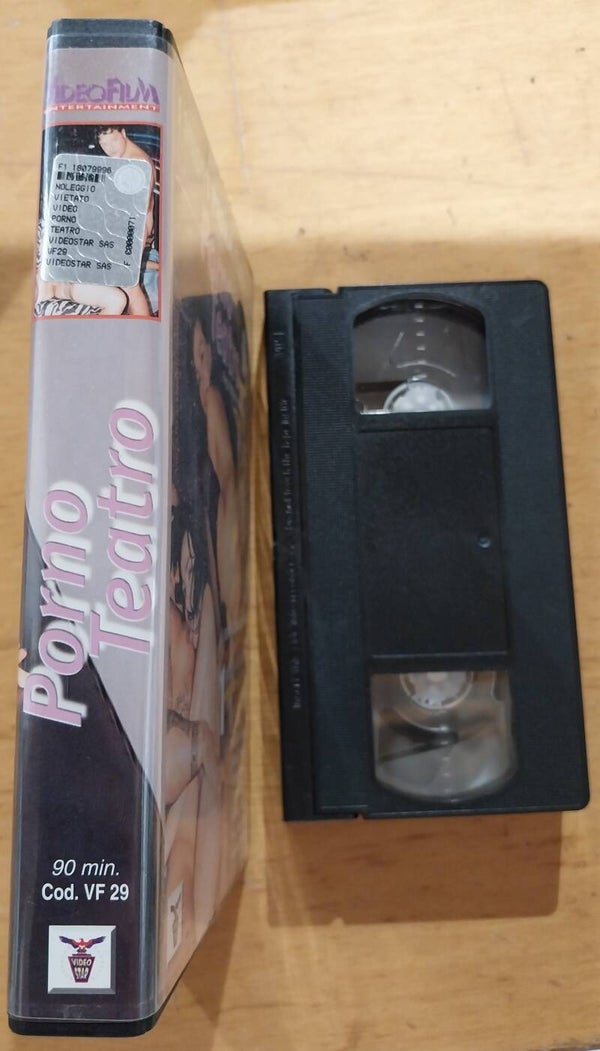 VIDEOFILM
ENTERTAINMENT
F1 18079996
NOLEGGIO
VIETATO
VIDEO
PORNO
TEATRO
VIDEOSTAR SAS
VF29
VIDEOSTAR SAS
F C0000071
Porno
Teatro
90 min.
Cod. VF 29
VIDEO
STAR